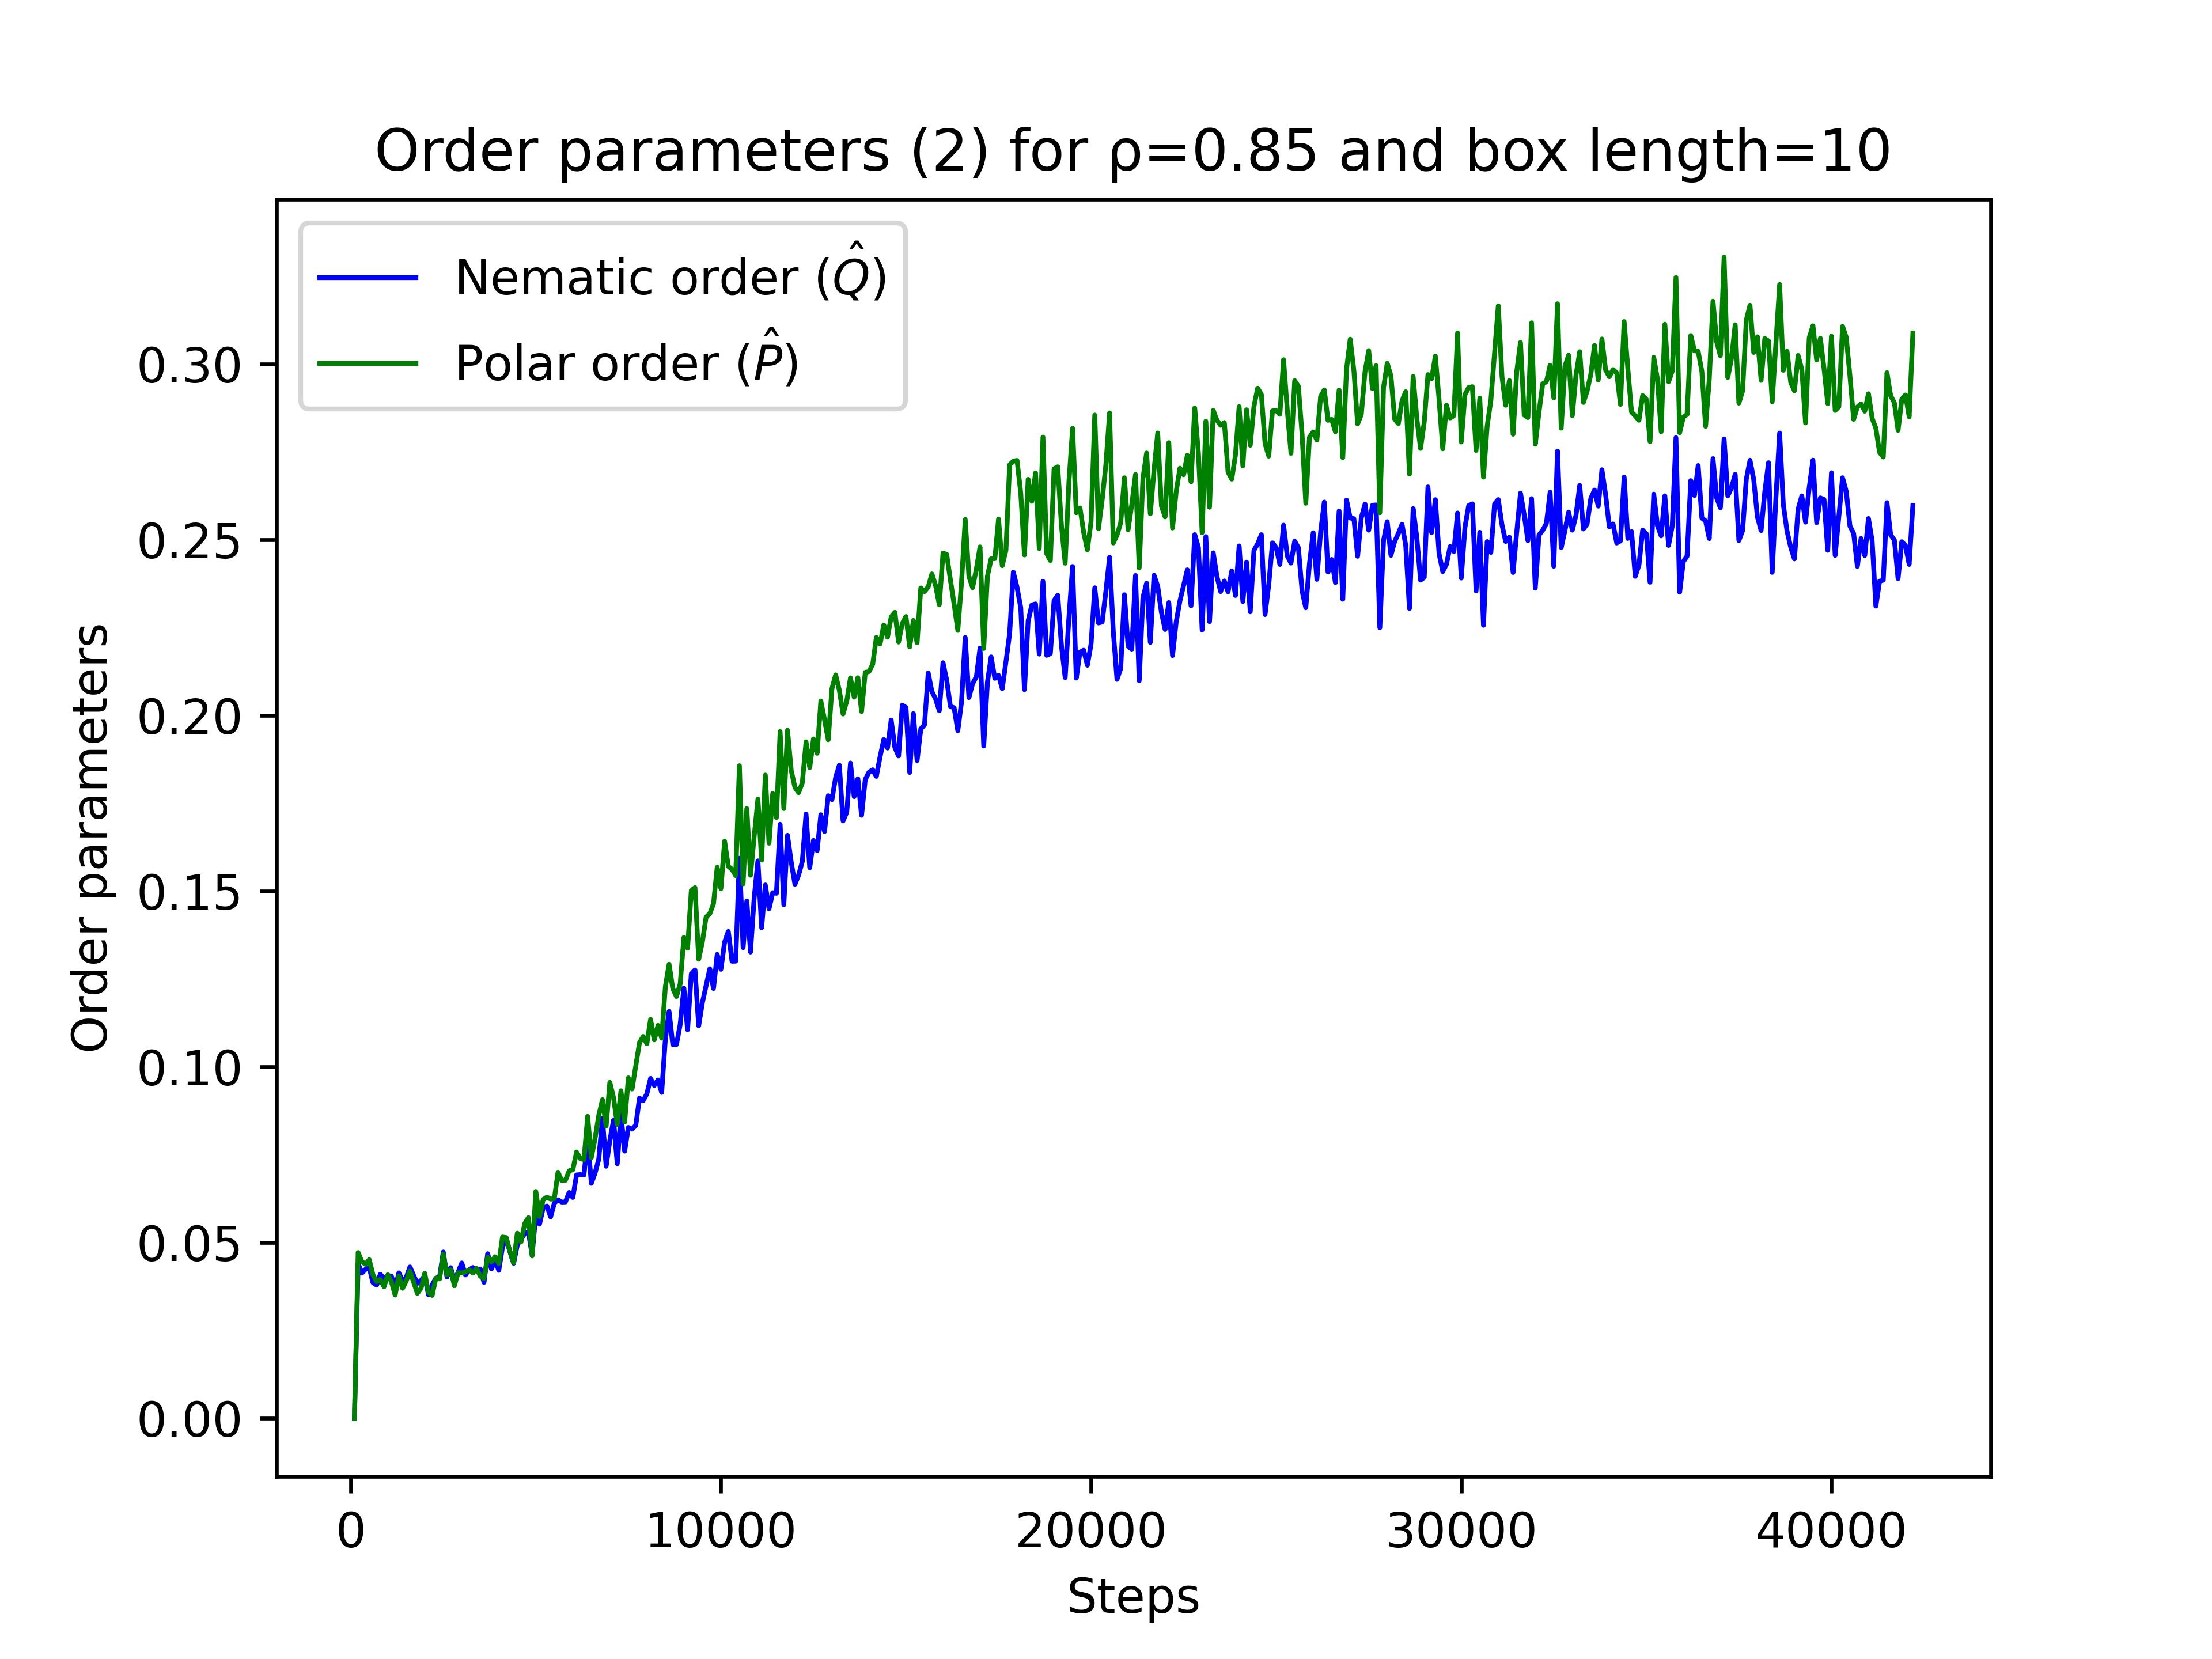 Order parameters (2) for ρ=0.85 and box length=10
Nematic order (Q̂)
Polar order (P̂)
0.30
0.25
0.20
0.15
0.10
0.05
0.00
Order parameters
0 10000 20000 30000 40000
Steps